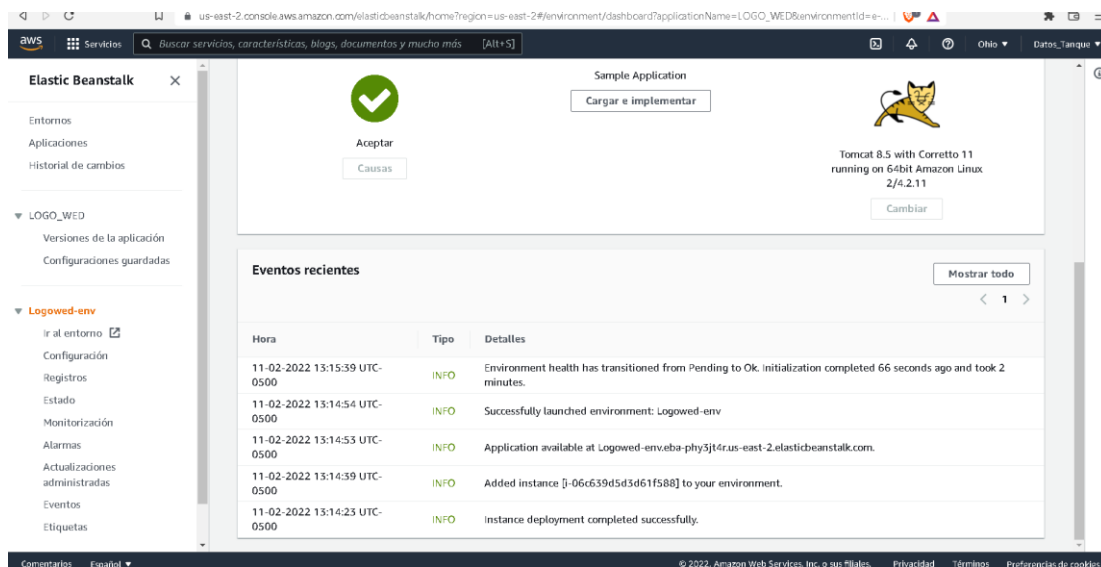 us-east-2.console.aws.amazon.com/elasticbeanstalk/home?region=us-east-2#/environment/dashboard?applicationName=LOGO_WED&environmentId=e-...
aws
Servicios
Buscar servicios, características, blogs, documentos y mucho más
[Alt+S]
Ohio
Datos_Tanque
Elastic Beanstalk
Entornos
Aplicaciones
Historial de cambios
LOGO_WED
Versiones de la aplicación
Configuraciones guardadas
Logowed-env
Ir al entorno
Configuración
Registros
Estado
Monitorización
Alarmas
Actualizaciones
administradas
Eventos
Etiquetas
Aceptar
Causas
Sample Application
Cargar e implementar
Tomcat 8.5 with Corretto 11
running on 64bit Amazon Linux
2/4.2.11
Cambiar
Eventos recientes
Mostrar todo
1
Hora Tipo Detalles
11-02-2022 13:15:39 UTC-
0500
INFO
Environment health has transitioned from Pending to Ok. Initialization completed 66 seconds ago and took 2
minutes.
11-02-2022 13:14:54 UTC-
0500
INFO
Successfully launched environment: Logowed-env
11-02-2022 13:14:53 UTC-
0500
INFO
Application available at Logowed-env.eba-phy3jt4r.us-east-2.elasticbeanstalk.com.
11-02-2022 13:14:39 UTC-
0500
INFO
Added instance [i-06c639d5d3d61f588] to your environment.
11-02-2022 13:14:23 UTC-
0500
INFO
Instance deployment completed successfully.
Comentarios
Español
© 2022, Amazon Web Services, Inc. o sus filiales.
Privacidad
Términos
Preferencias de cookies